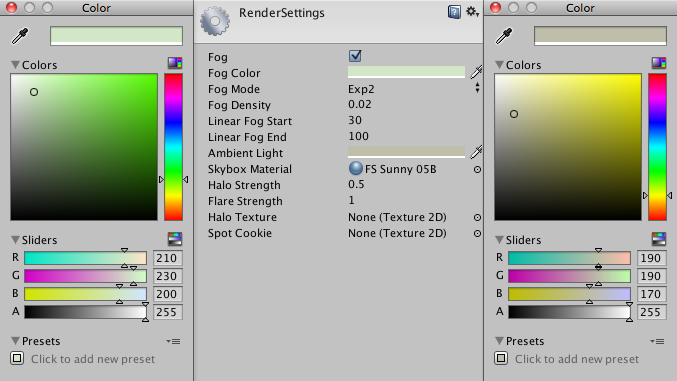 Color
Colors
Sliders
R 210
G 230
B 200
A 255
Presets
Click to add new preset
RenderSettings
Fog
Fog Color
Fog Mode Exp2
Fog Density 0.02
Linear Fog Start 30
Linear Fog End 100
Ambient Light
Skybox Material FS Sunny 05B
Halo Strength 0.5
Flare Strength 1
Halo Texture None (Texture 2D)
Spot Cookie None (Texture 2D)
Color
Colors
Sliders
R 190
G 190
B 170
A 255
Presets
Click to add new preset